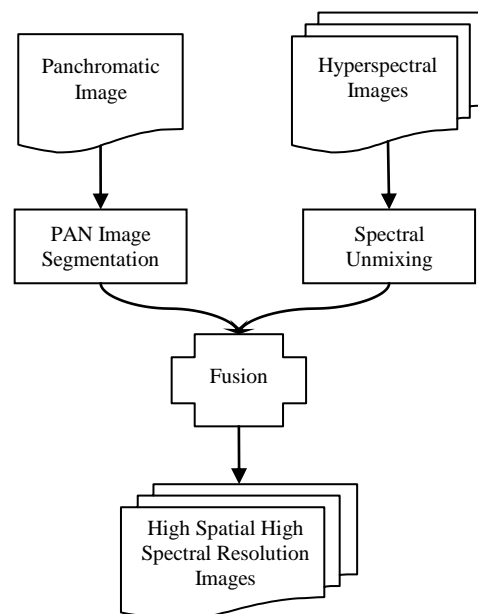 Panchromatic
Image
Hyperspectral
Images
PAN Image
Segmentation
Spectral
Unmixing
Fusion
High Spatial High
Spectral Resolution
Images